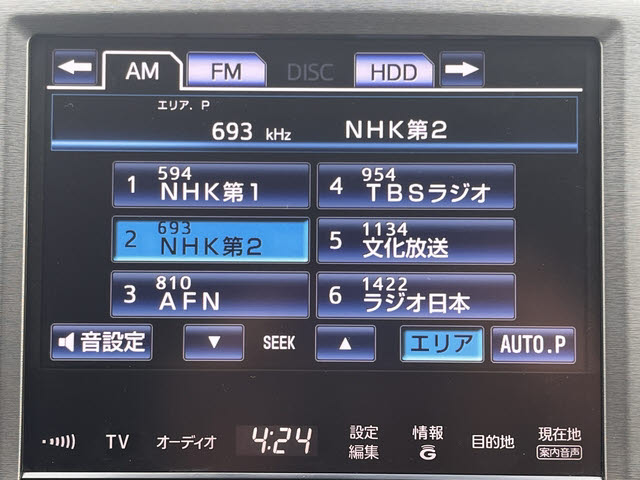 AM FM DISC HDD
エリア. P
693 kHz NHK第2
1 594 NHK第1
2 693 NHK第2
3 810 AFN
4 954 TBSラジオ
5 1134 文化放送
6 1422 ラジオ日本
音設定 ▼ SEEK ▲ エリア AUTO.P
TV オーディオ 4:24 設定編集 情報G 目的地 現在地
案内音声